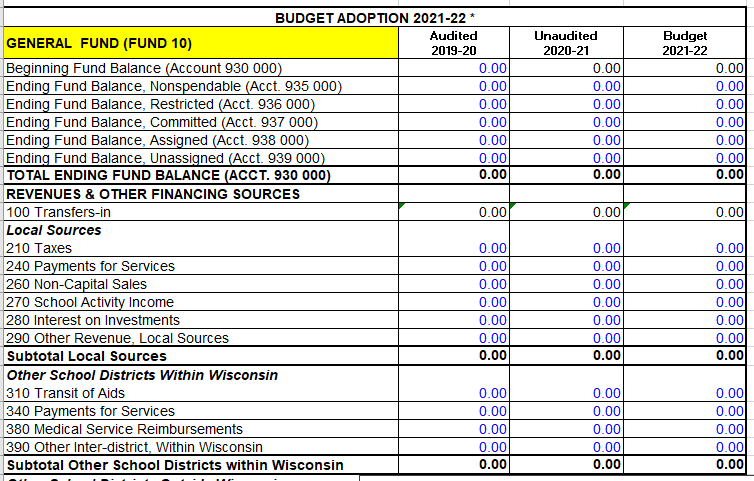 BUDGET ADOPTION 2021-22 *
GENERAL FUND (FUND 10) Audited 2019-20 Unaudited 2020-21 Budget 2021-22
Beginning Fund Balance (Account 930 000) 0.00 0.00 0.00
Ending Fund Balance, Nonspendable (Acct. 935 000) 0.00 0.00 0.00
Ending Fund Balance, Restricted (Acct. 936 000) 0.00 0.00 0.00
Ending Fund Balance, Committed (Acct. 937 000) 0.00 0.00 0.00
Ending Fund Balance, Assigned (Acct. 938 000) 0.00 0.00 0.00
Ending Fund Balance, Unassigned (Acct. 939 000) 0.00 0.00 0.00
TOTAL ENDING FUND BALANCE (ACCT. 930 000) 0.00 0.00 0.00
REVENUES & OTHER FINANCING SOURCES
100 Transfers-in 0.00 0.00 0.00
Local Sources
210 Taxes 0.00 0.00 0.00
240 Payments for Services 0.00 0.00 0.00
260 Non-Capital Sales 0.00 0.00 0.00
270 School Activity Income 0.00 0.00 0.00
280 Interest on Investments 0.00 0.00 0.00
290 Other Revenue, Local Sources 0.00 0.00 0.00
Subtotal Local Sources 0.00 0.00 0.00
Other School Districts Within Wisconsin
310 Transit of Aids 0.00 0.00 0.00
340 Payments for Services 0.00 0.00 0.00
380 Medical Service Reimbursements 0.00 0.00 0.00
390 Other Inter-district, Within Wisconsin 0.00 0.00 0.00
Subtotal Other School Districts within Wisconsin 0.00 0.00 0.00